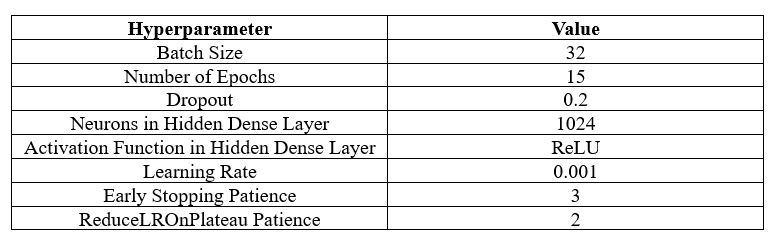 Hyperparameter Value
Batch Size 32
Number of Epochs 15
Dropout 0.2
Neurons in Hidden Dense Layer 1024
Activation Function in Hidden Dense Layer ReLU
Learning Rate 0.001
Early Stopping Patience 3
ReduceLROnPlateau Patience 2